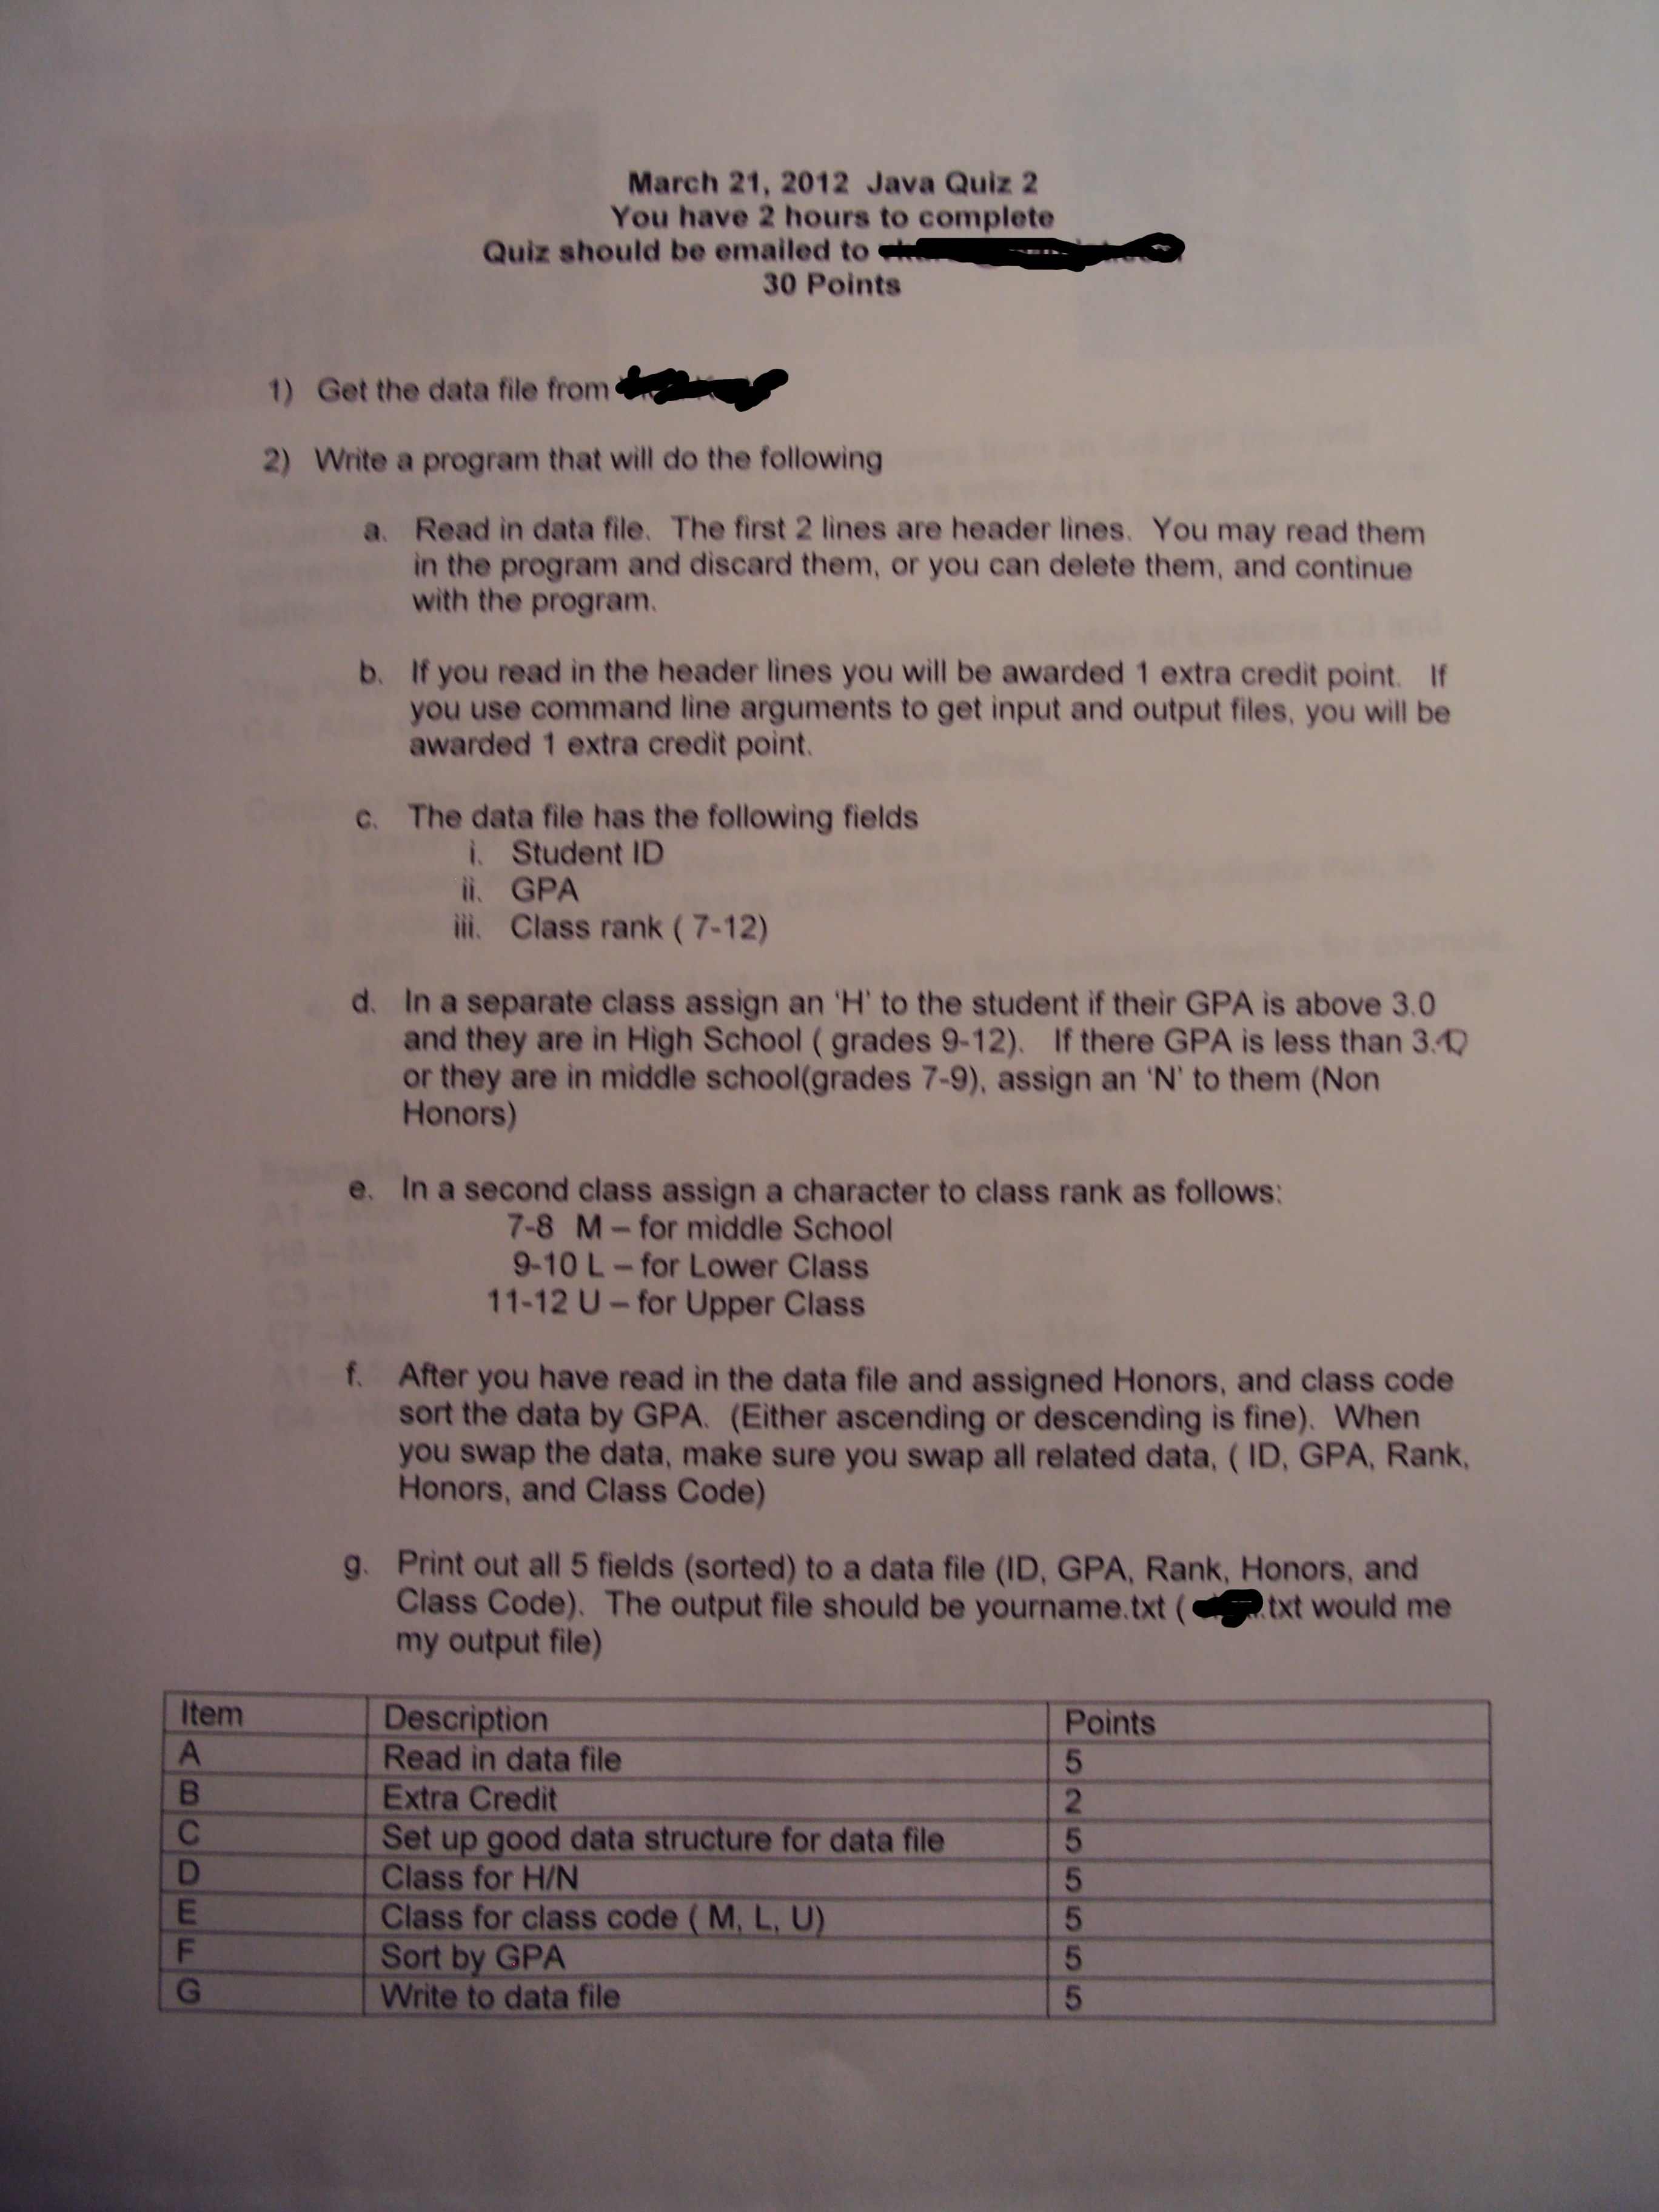 March 21, 2012 Java Quiz 2
You have 2 hours to complete
Quiz should be emailed to
30 Points
1) Get the data file from
2) Write a program that will do the following
a. Read in data file. The first 2 lines are header lines. You may read them
in the program and discard them, or you can delete them, and continue
with the program.
b. If you read in the header lines you will be awarded 1 extra credit point. If
you use command line arguments to get input and output files, you will be
awarded 1 extra credit point.
c. The data file has the following fields
i. Student ID
ii. GPA
iii. Class rank ( 7-12)
d. In a separate class assign an ‘H’ to the student if their GPA is above 3.0
and they are in High School ( grades 9-12). If there GPA is less than
or they are in middle school(grades 7-9), assign an ‘N’ to them (Non
Honors)
e. In a second class assign a character to class rank as follows:
7-8 M – for middle School
9-10 L – for Lower Class
11-12 U – for Upper Class
f. After you have read in the data file and assigned Honors, and class code
sort the data by GPA. (Either ascending or descending is fine). When
you swap the data, make sure you swap all related data, ( ID, GPA, Rank,
Honors, and Class Code)
g. Print out all 5 fields (sorted) to a data file (ID, GPA, Rank, Honors, and
Class Code). The output file should be yourname.txt ( .txt would me
my output file)
Item Description Points
A Read in data file 5
B Extra Credit 2
C Set up good data structure for data file 5
D Class for H/N 5
E Class for class code ( M, L, U) 5
F Sort by GPA 5
G Write to data file 5